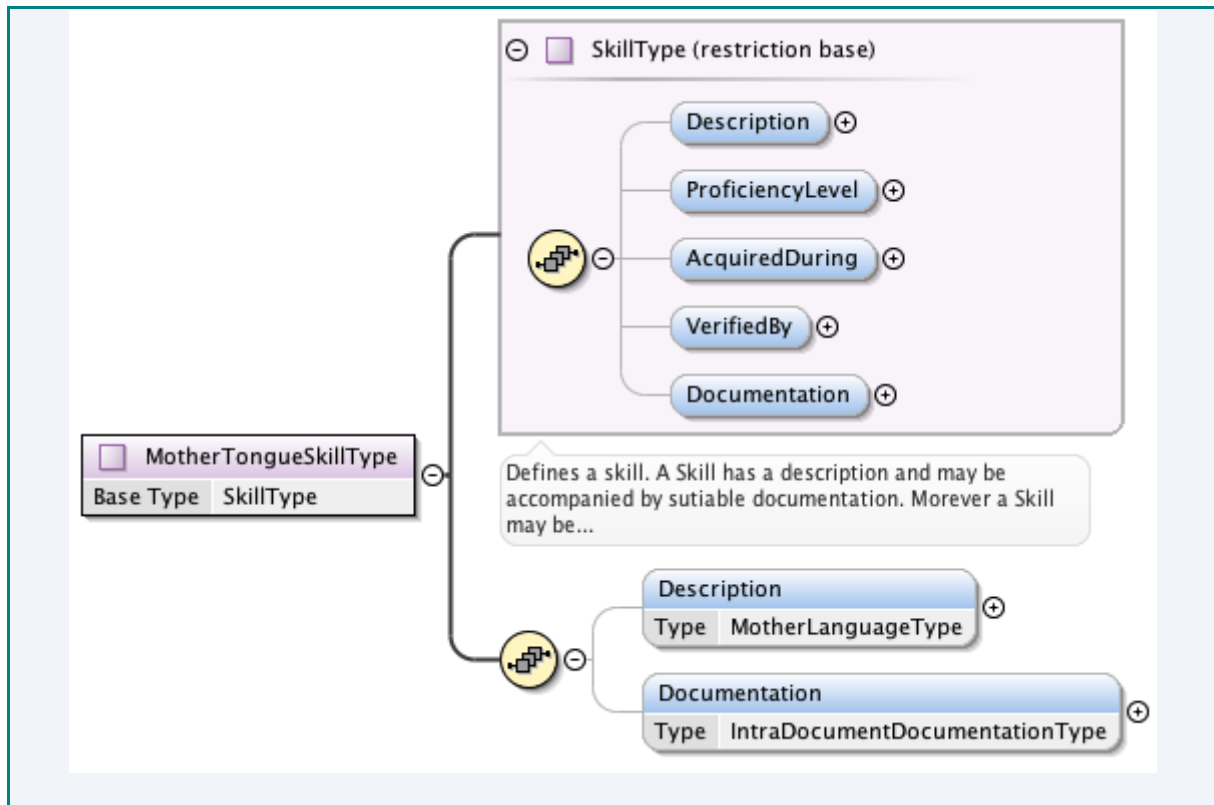 SkillType (restriction base)
Description
ProficiencyLevel
AcquiredDuring
VerifiedBy
Documentation
MotherTongueSkillType
Base Type SkillType
Defines a skill. A Skill has a description and may be
accompanied by sutiable documentation. Morever a Skill
may be...
Description
Type MotherLanguageType
Documentation
Type IntraDocumentDocumentationType